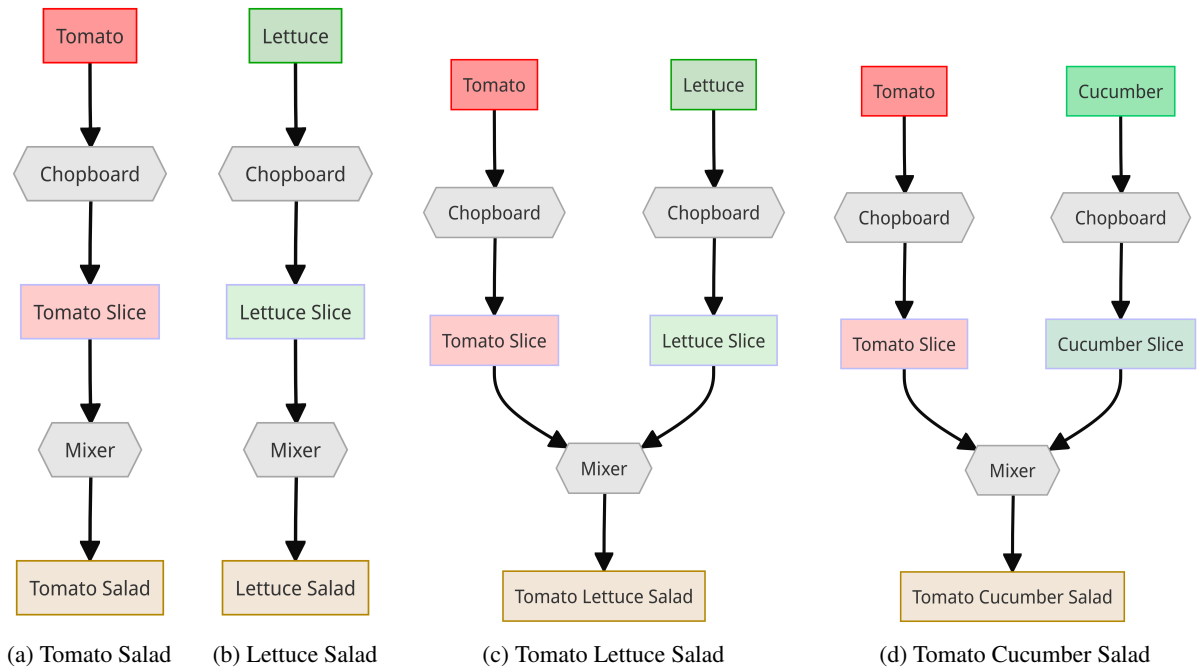 Tomato
Chopboard
Tomato Slice
Mixer
Tomato Salad
(a) Tomato Salad
Lettuce
Chopboard
Lettuce Slice
Mixer
Lettuce Salad
(b) Lettuce Salad
Tomato
Lettuce
Chopboard
Chopboard
Tomato Slice
Lettuce Slice
Mixer
Tomato Lettuce Salad
(c) Tomato Lettuce Salad
Tomato
Cucumber
Chopboard
Chopboard
Tomato Slice
Cucumber Slice
Mixer
Tomato Cucumber Salad
(d) Tomato Cucumber Salad